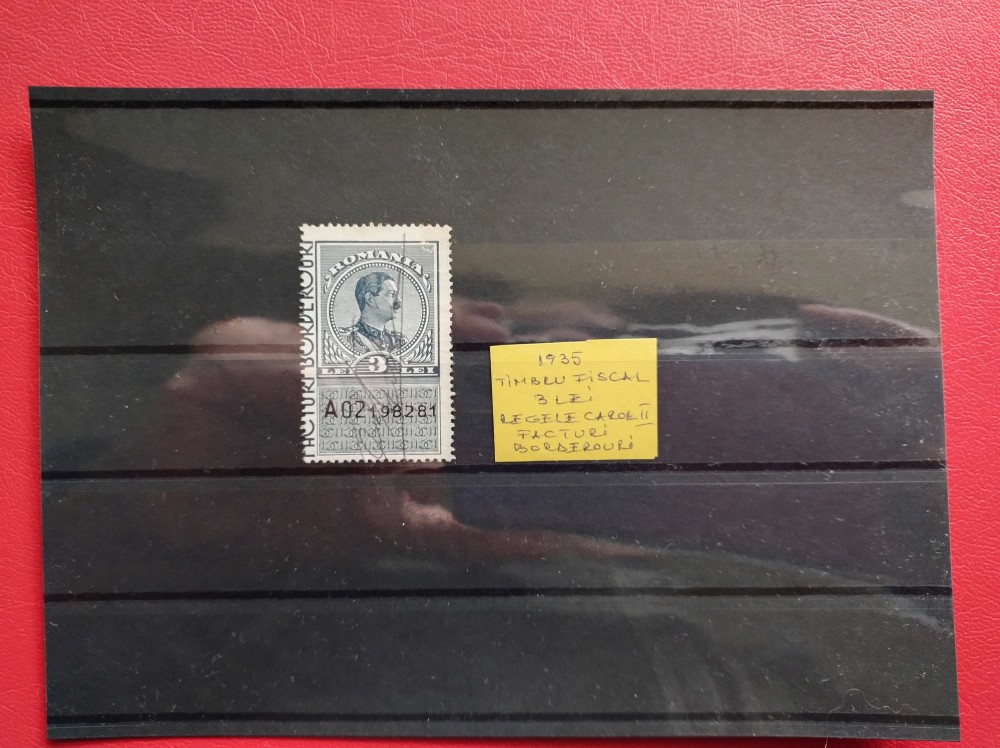 FACTURI BORDEROURI
ROMANIA
LEI 3 LEI
A02 198281
1935
TIMBRU FISCAL
3 LEI
REGELE CAROL II
FACTURI
BORDEROURI